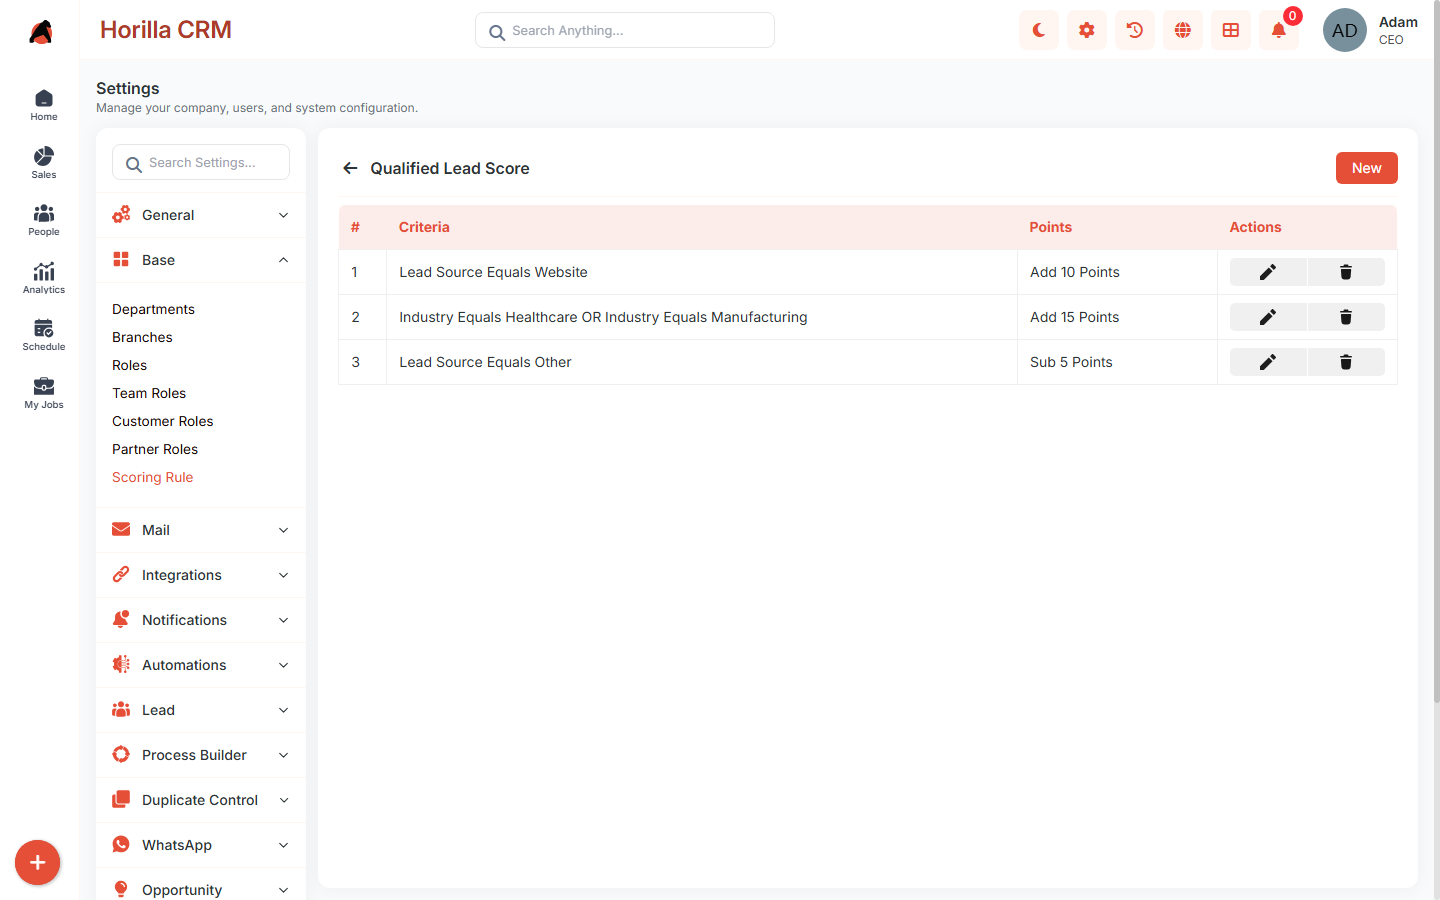 Horilla CRM
Search Anything...
0
AD
Adam
CEO
Home
Sales
People
Analytics
Schedule
My Jobs
Settings
Manage your company, users, and system configuration.
Search Settings...
General
Base
Departments
Branches
Roles
Team Roles
Customer Roles
Partner Roles
Scoring Rule
Mail
Integrations
Notifications
Automations
Lead
Process Builder
Duplicate Control
WhatsApp
Opportunity
Qualified Lead Score
New
# Criteria Points Actions
1 Lead Source Equals Website Add 10 Points
2 Industry Equals Healthcare OR Industry Equals Manufacturing Add 15 Points
3 Lead Source Equals Other Sub 5 Points